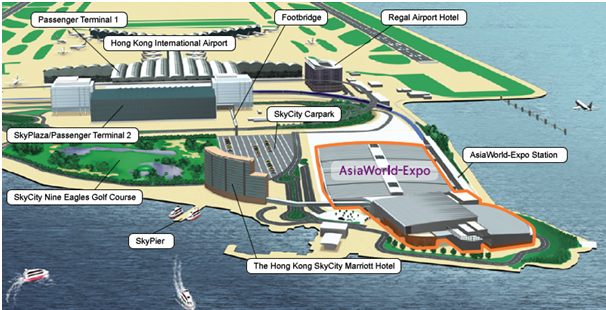 Passenger Terminal 1
Footbridge
Regal Airport Hotel
Hong Kong International Airport
SkyCity Carpark
SkyPlaza/Passenger Terminal 2
AsiaWorld-Expo Station
AsiaWorld-Expo
SkyCity Nine Eagles Golf Course
SkyPier
The Hong Kong SkyCity Marriott Hotel